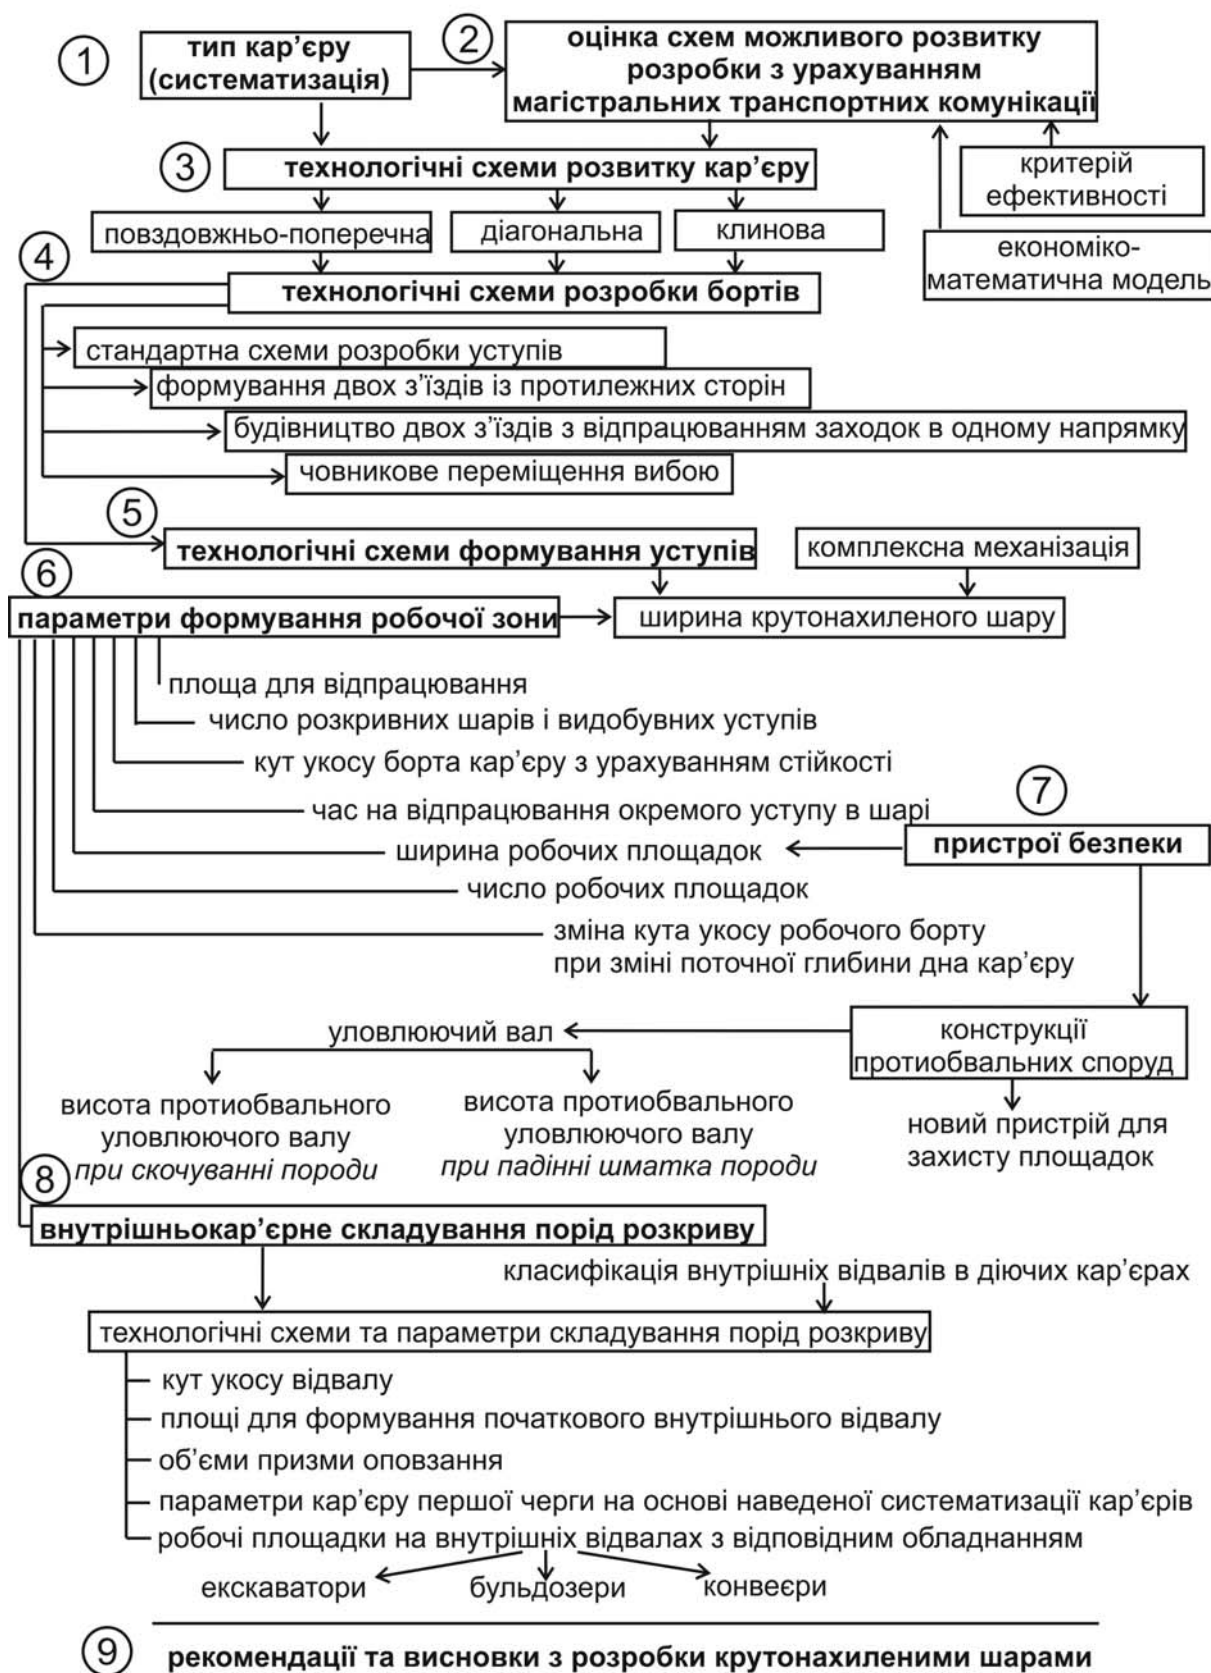 1
тип кар’єру
(систематизація)
2
оцінка схем можливого розвитку
розробки з урахуванням
магістральних транспортних комунікації
3
технологічні схеми розвитку кар’єру
критерій
ефективності
повздовжньо-поперечна
діагональна
клинова
економіко-
математична модель
4
технологічні схеми розробки бортів
стандартна схеми розробки уступів
формування двох з’їздів із протилежних сторін
будівництво двох з’їздів з відпрацюванням заходок в одному напрямку
човникове переміщення вибою
5
технологічні схеми формування уступів
комплексна механізація
6
параметри формування робочої зони
ширина крутонахиленого шару
площа для відпрацювання
число розкривних шарів і видобувних уступів
кут укосу борта кар’єру з урахуванням стійкості
час на відпрацювання окремого уступу в шарі
7
пристрої безпеки
ширина робочих площадок
число робочих площадок
зміна кута укосу робочого борту
при зміні поточної глибини дна кар’єру
уловлюючий вал
конструкції
протиобвальних споруд
висота протиобвального
уловлюючого валу
при скочуванні породи
висота протиобвального
уловлюючого валу
при падінні шматка породи
новий пристрій для
захисту площадок
8
внутрішньокар’єрне складування порід розкриву
класифікація внутрішніх відвалів в діючих кар’єрах
технологічні схеми та параметри складування порід розкриву
кут укосу відвалу
площі для формування початкового внутрішнього відвалу
об’єми призми оповзання
параметри кар’єру першої черги на основі наведеної систематизації кар’єрів
робочі площадки на внутрішніх відвалах з відповідним обладнанням
екскаватори
бульдозери
конвеєри
9
рекомендації та висновки з розробки крутонахиленими шарами